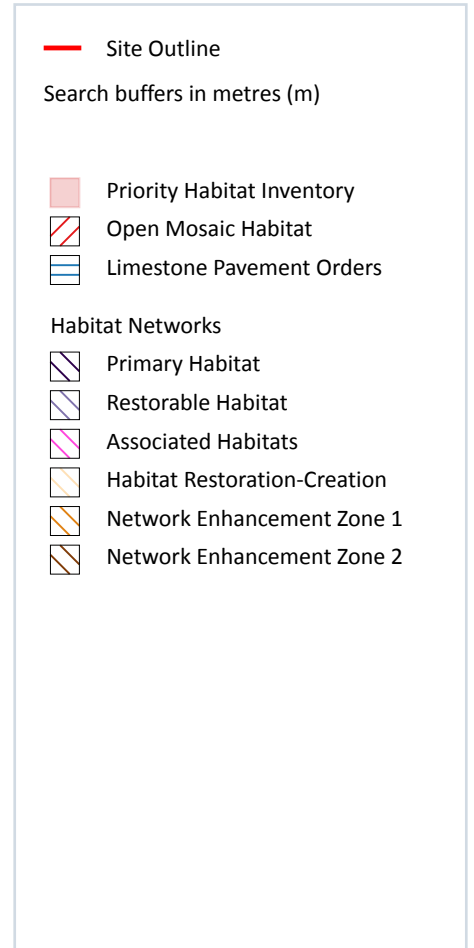 Site Outline
Search buffers in metres (m)
Priority Habitat Inventory
Open Mosaic Habitat
Limestone Pavement Orders
Habitat Networks
Primary Habitat
Restorable Habitat
Associated Habitats
Habitat Restoration-Creation
Network Enhancement Zone 1
Network Enhancement Zone 2